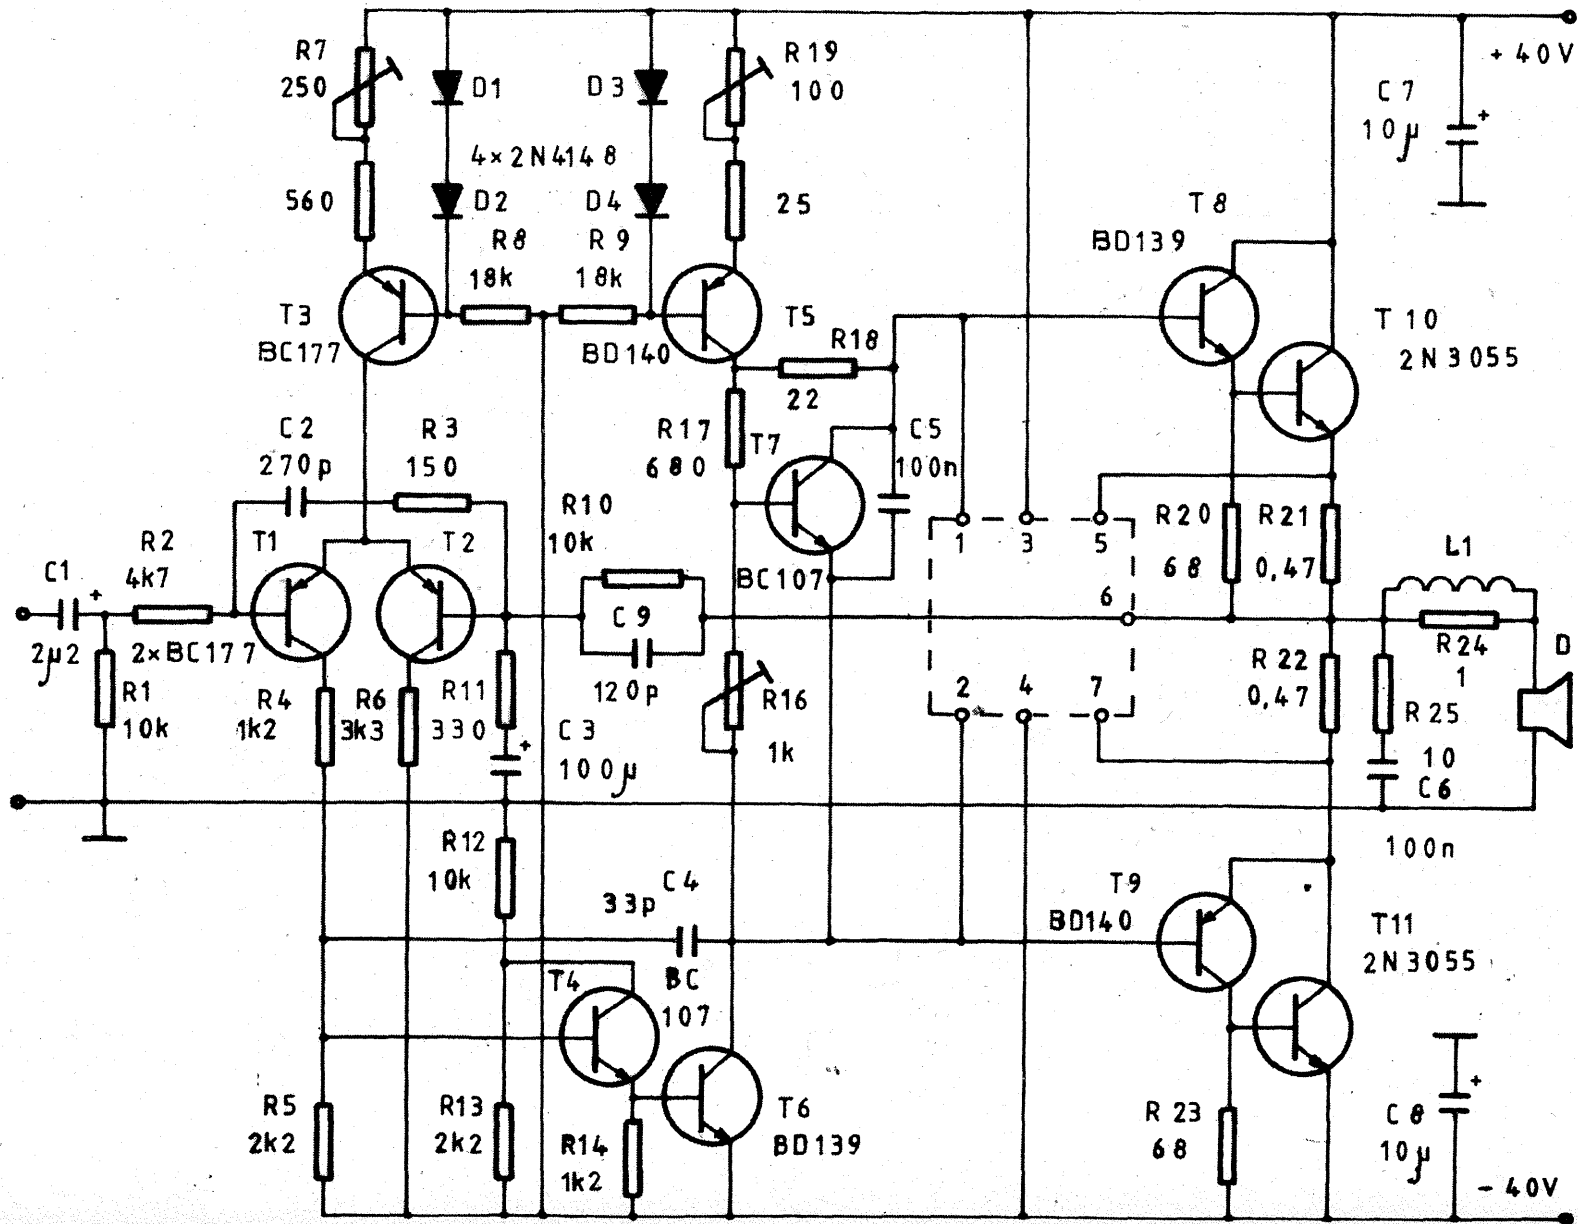 R7
250
D1
D3
R19
100
+ 40V
C7
+
10µ
4×2N4148
560
D2
D4
25
T8
BD139
R8
18k
R9
18k
T3
BC177
BD140
T5
R18
22
T10
2N3055
C2
270p
R3
150
R17
680
T7
C5
100n
R10
10k
T1
T2
R2
4k7
C1
+
2µ2
2×BC177
BC107
1
3
5
6
R20
68
R21
0,47
L1
C9
120p
R1
10k
R4
1k2
R6
3k3
R11
330
C3
+
100µ
R16
1k
2
4
7
R22
0,47
R24
1
D
R25
10
C6
100n
R12
10k
C4
33p
T9
BD140
T11
2N3055
T4
BC
107
R5
2k2
R13
2k2
R14
1k2
T6
BD139
R23
68
C8
+
10µ
- 40V